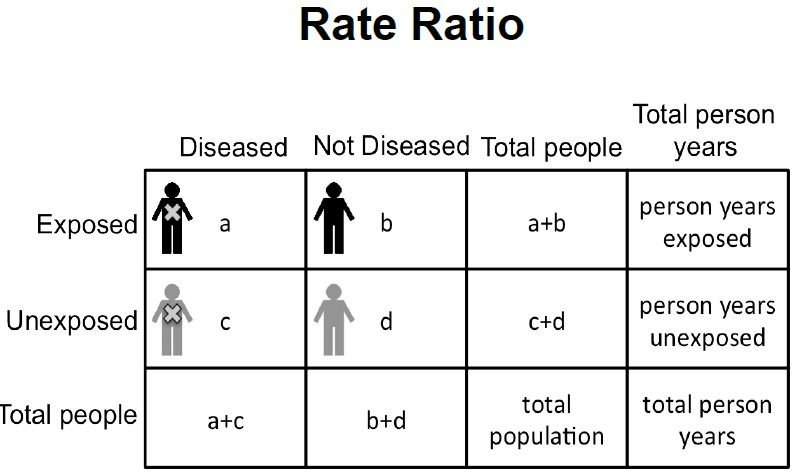 Rate Ratio
Total person
Diseased Not Diseased Total people years
Exposed a b a+b person years
exposed
Unexposed c d c+d person years
unexposed
Total people a+c b+d total
population total person
years